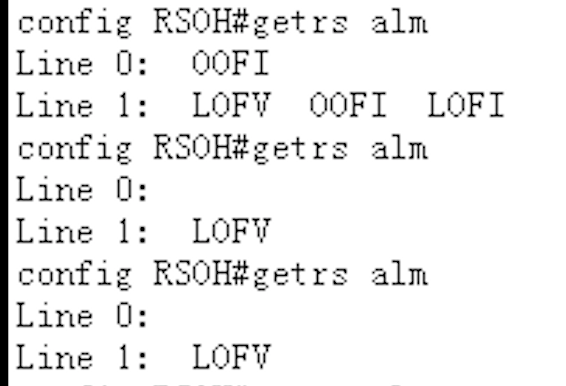 config RSOH#getrs alm
Line 0:  OOFI
Line 1:  LOFV  OOFI  LOFI
config RSOH#getrs alm
Line 0:
Line 1:  LOFV
config RSOH#getrs alm
Line 0:
Line 1:  LOFV